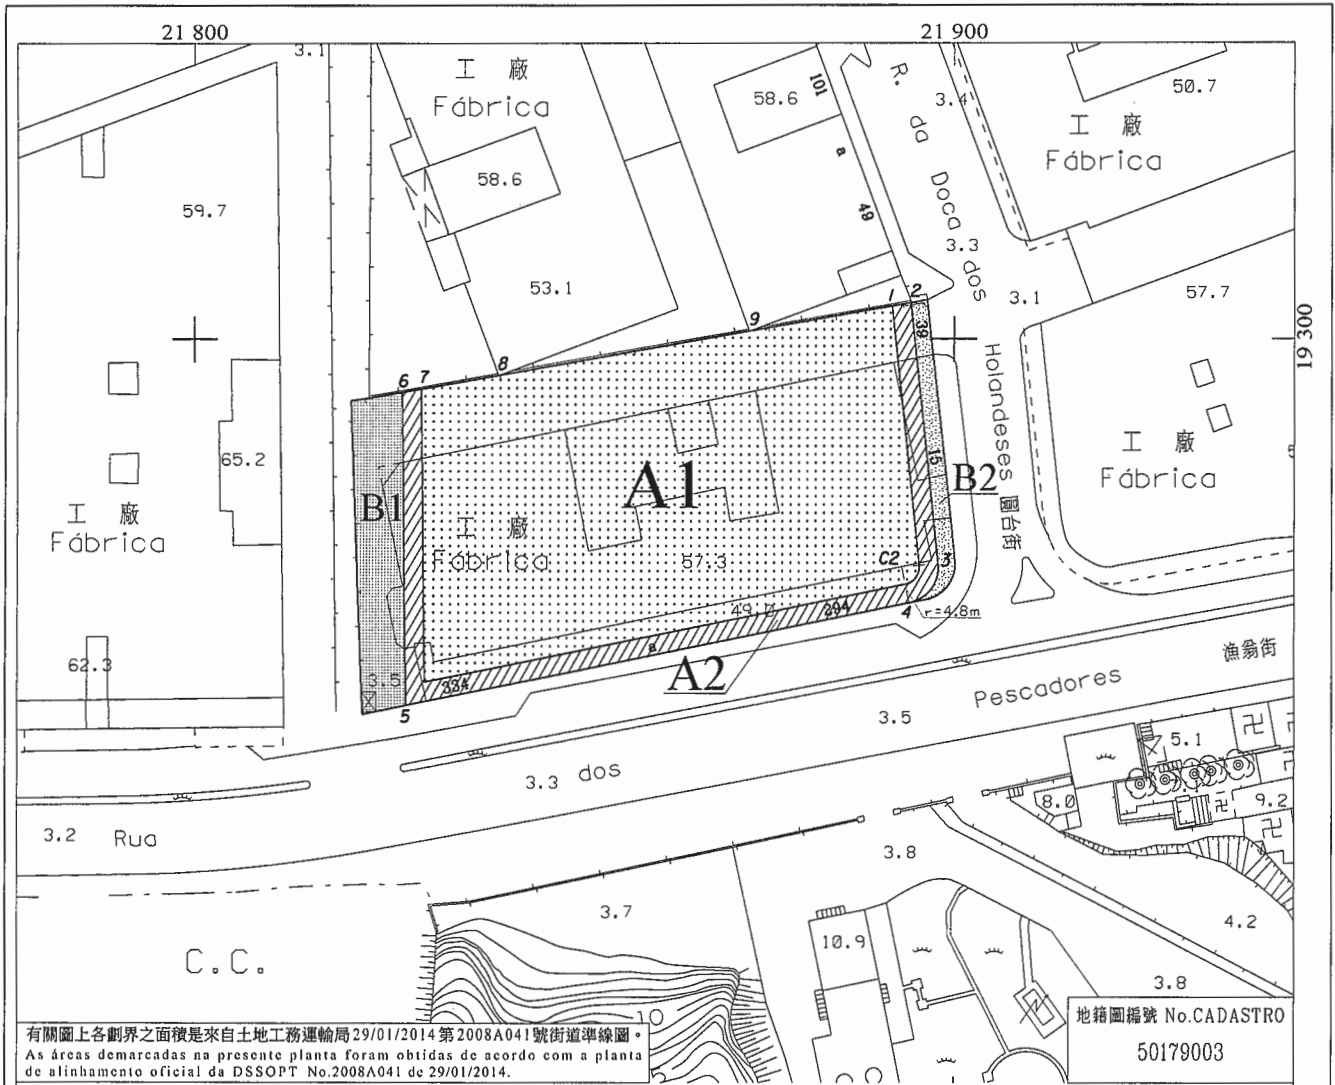 21 800
21 900
3.1
工 廠
Fábrica
58.6
101
a
49
R. da Doca dos Holandeses 圓台街
3.4
50.7
工 廠
Fábrica
59.7
58.6
53.1
3.3
3.1
57.7
19 300
1
2
39
9
8
6
7
65.2
工 廠
Fábrica
B1
A1
15
B2
工 廠
Fábrica
工 廠
Fábrica
57.3
C2
3
49.2
294
4
r=4.8m
a
62.3
3.5
334
5
A2
漁翁街
Pescadores
3.5
5.1
3.3
dos
8.0
9.2
3.2
Rua
3.8
3.7
4.2
C.C.
10.9
3.8
10
有關圖上各劃界之面積是來自土地工務運輸局29/01/2014第2008A041號街道準線圖。
As áreas demarcadas na presente planta foram obtidas de acordo com a planta
de alinhamento oficial da DSSOPT No.2008A041 de 29/01/2014.
地籍圖編號 No.CADASTRO
50179003